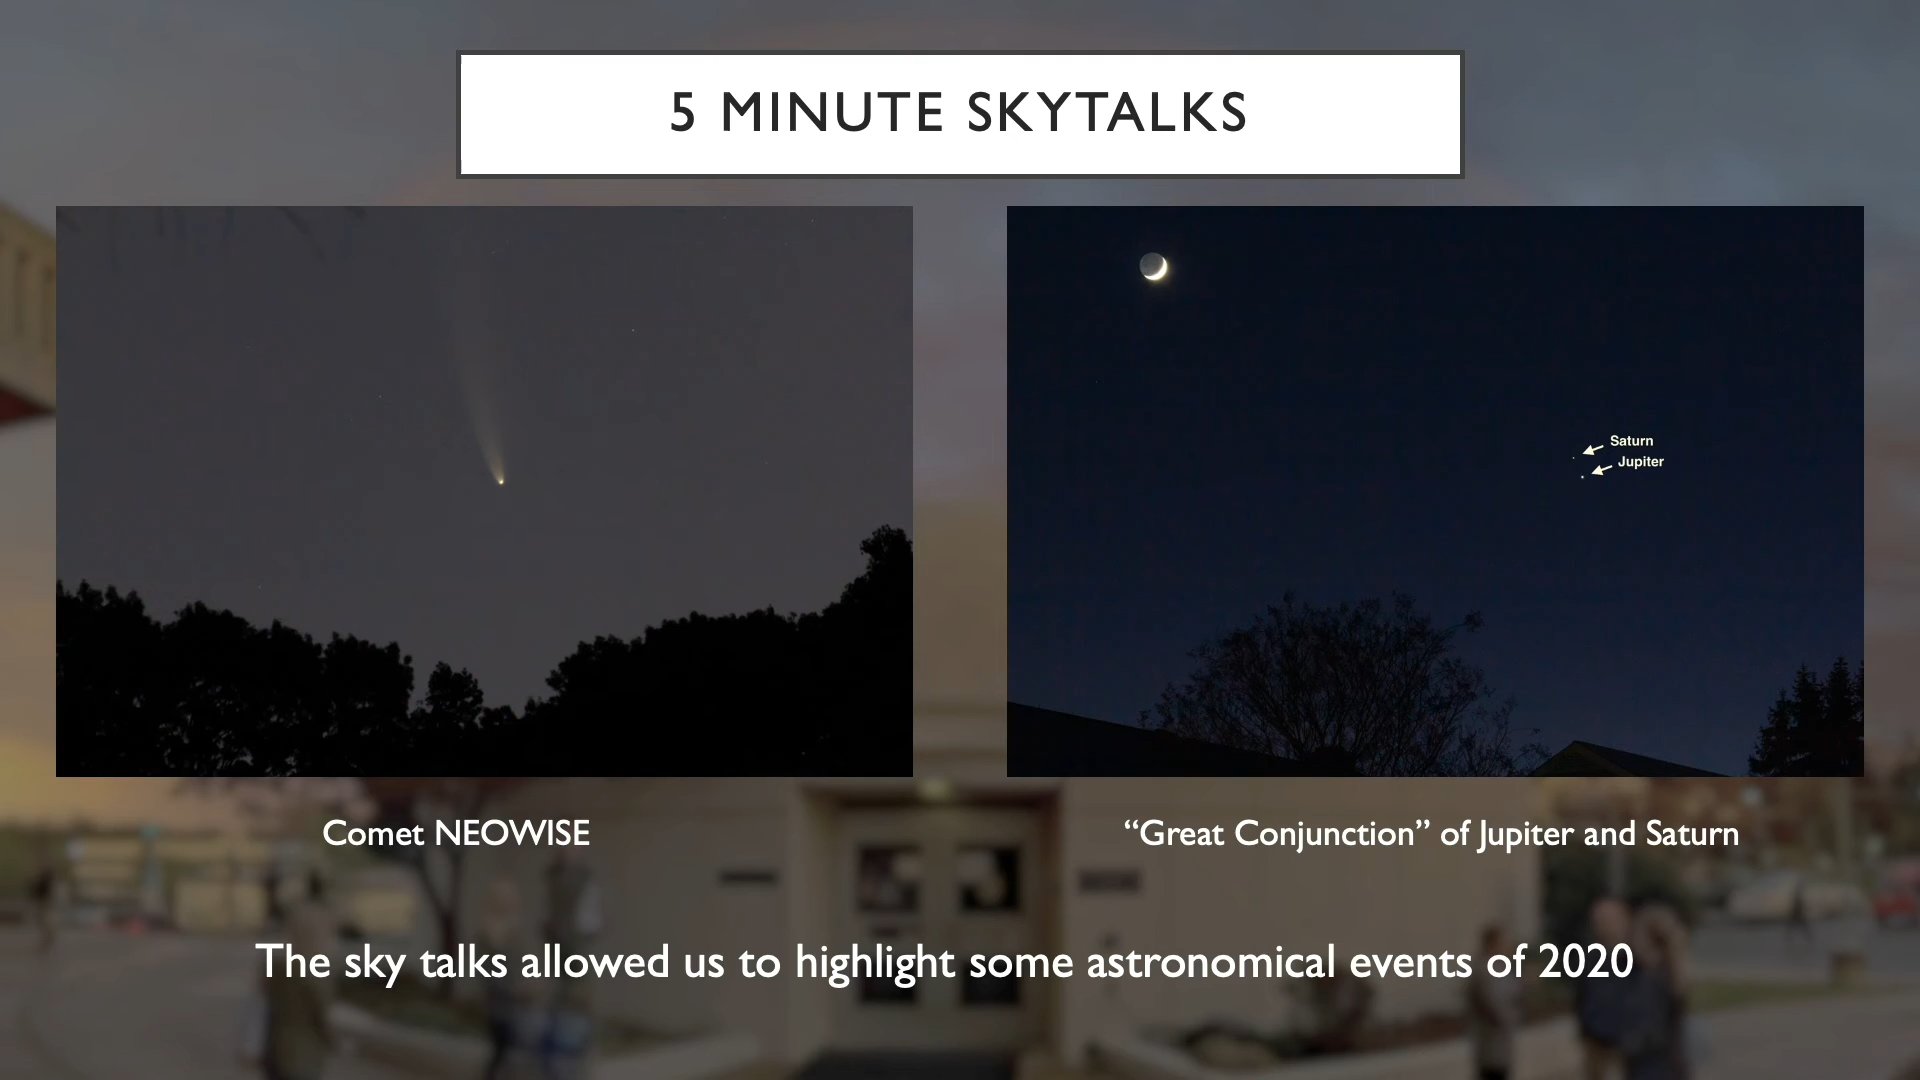 5 MINUTE SKYTALKS
Saturn
Jupiter
Comet NEOWISE
“Great Conjunction” of Jupiter and Saturn
The sky talks allowed us to highlight some astronomical events of 2020